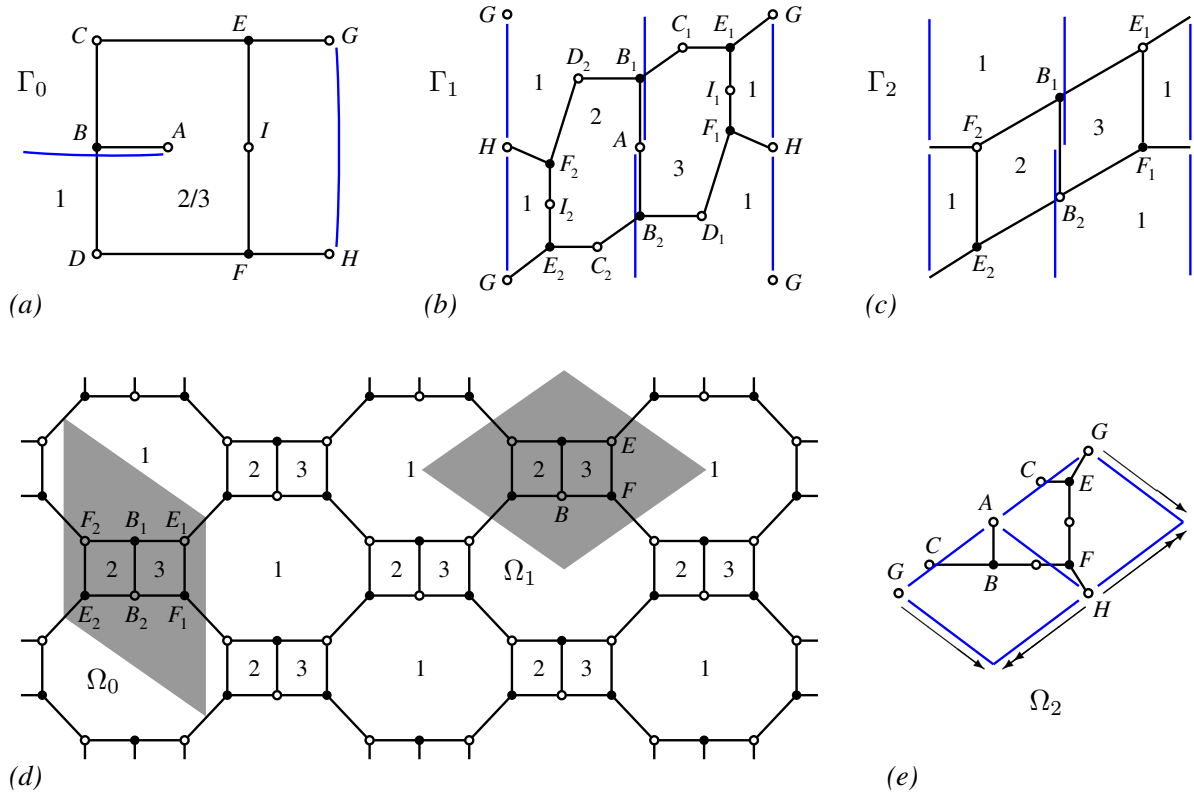 C E G
Γ0
B A I
1 2/3
D F H
(a)
G C1 E1 G
D2 B1
Γ1 1 I1 1
2
H A F1 H
F2 3
1 I2 1
B2 D1
G E2 C2 G
(b)
E1
1 B1
Γ2 1
F2 3
2 F1
1 B2
1
E2
(c)
1
2 3 1 2 3 E 1
F
B
F2 B1 E1
2 3 1 2 3 Ω1 2 3
E2 B2 F1
Ω0 2 3 1 2 3 1
(d)
G
C E
A
C
G B F
H
Ω2
(e)